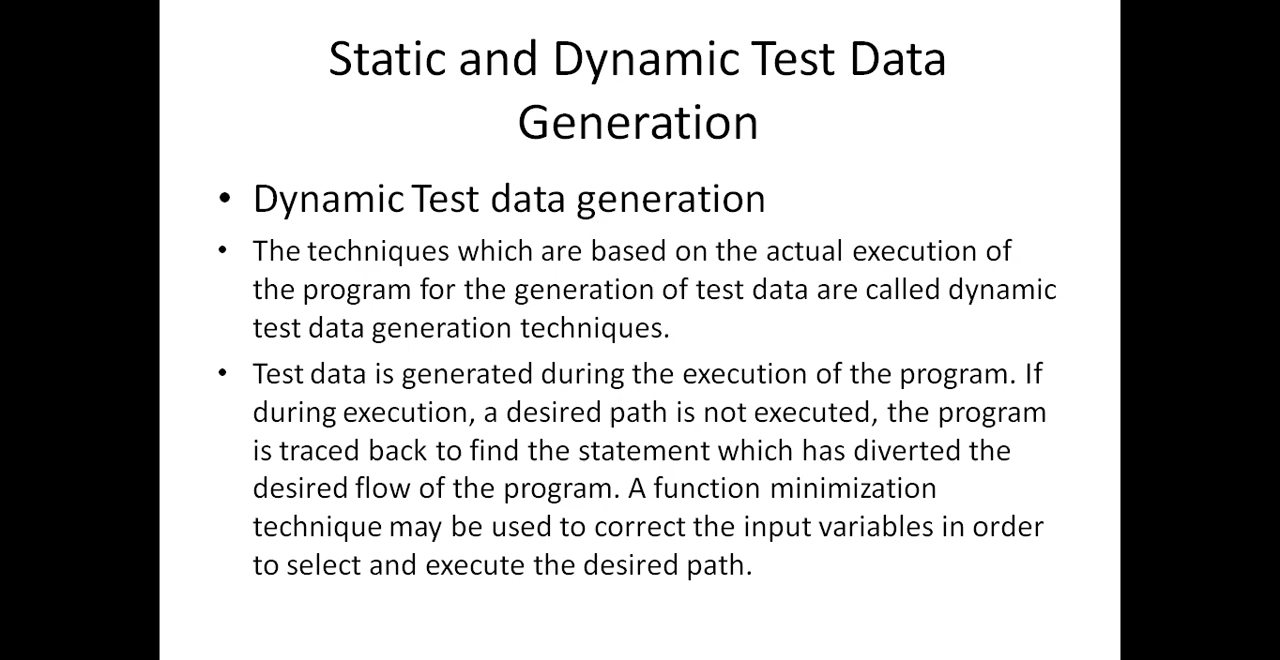 Static and Dynamic Test Data
Generation
• Dynamic Test data generation
• The techniques which are based on the actual execution of
the program for the generation of test data are called dynamic
test data generation techniques.
• Test data is generated during the execution of the program. If
during execution, a desired path is not executed, the program
is traced back to find the statement which has diverted the
desired flow of the program. A function minimization
technique may be used to correct the input variables in order
to select and execute the desired path.